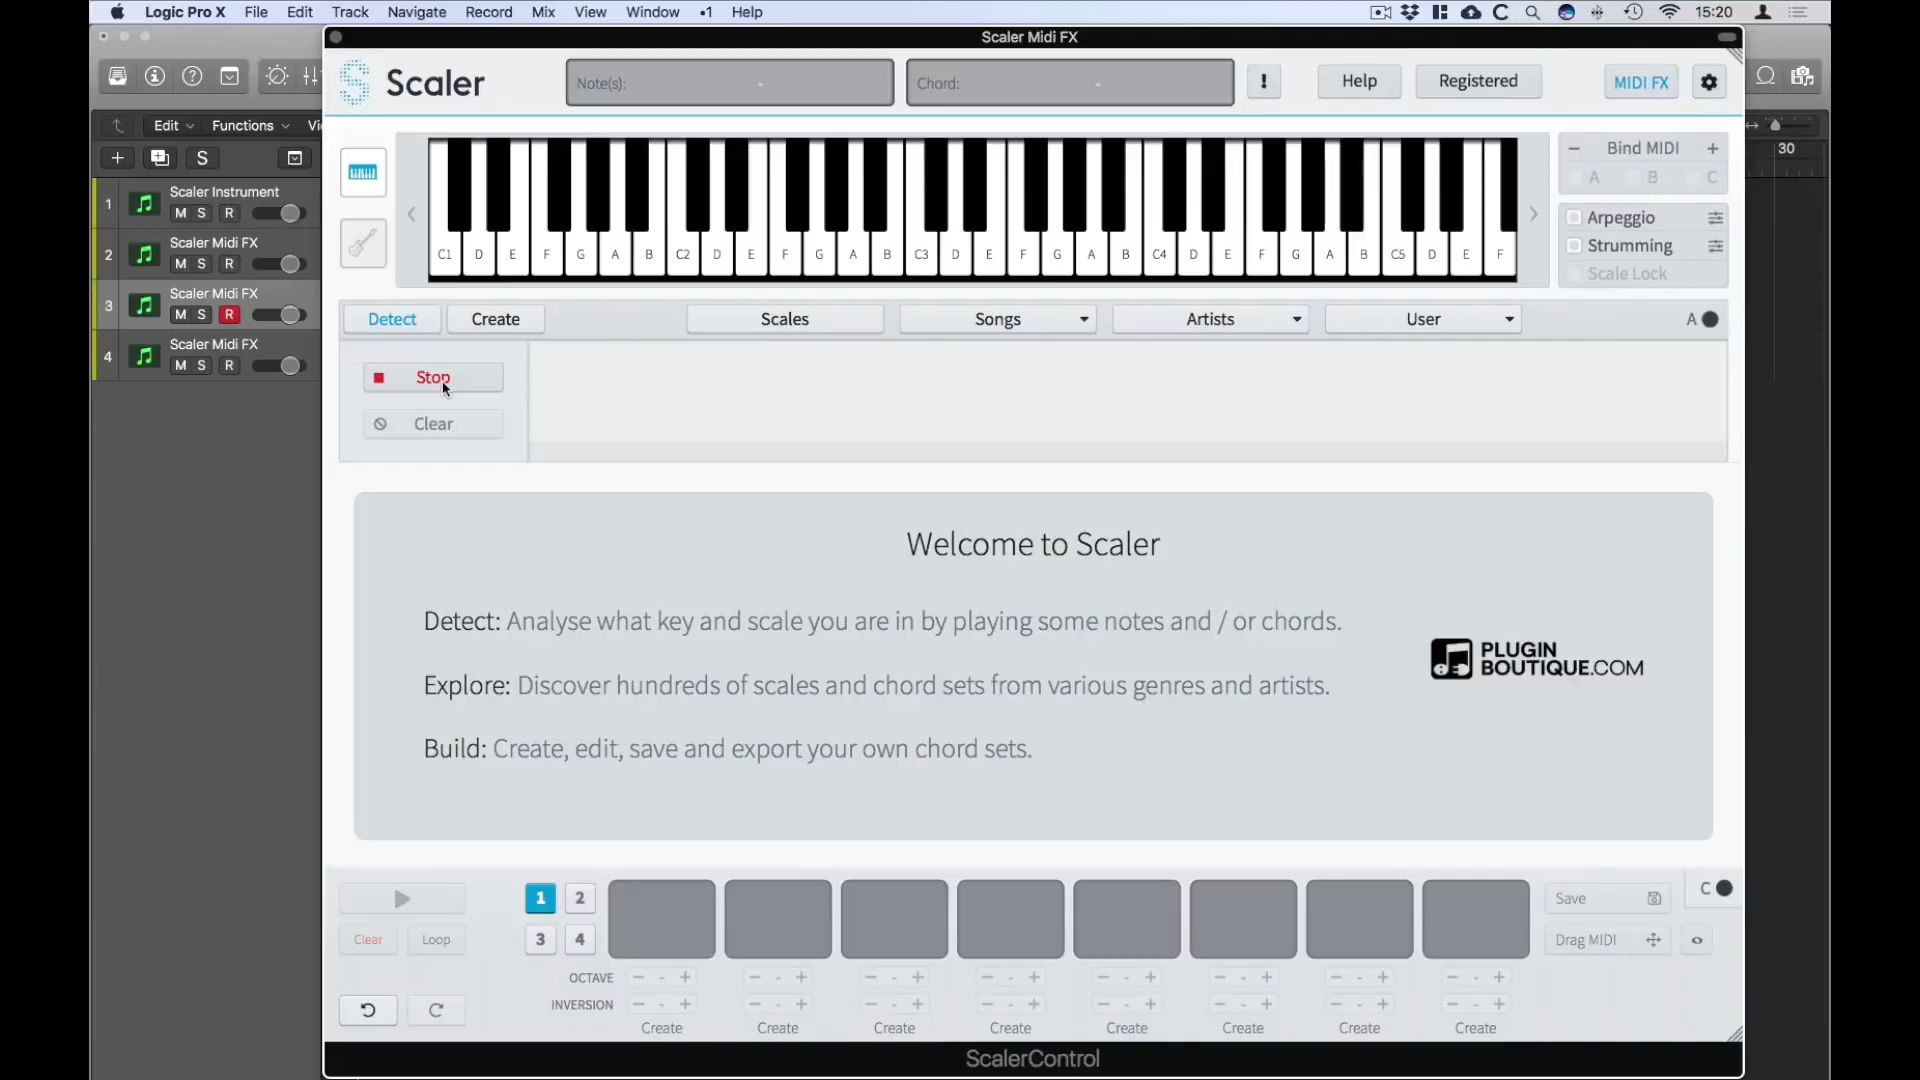 Logic Pro X File Edit Track Navigate Record Mix View Window •1 Help 15:20
Scaler Midi FX
Scaler
Note(s): -
Chord: -
!
Help
Registered
MIDI FX
Edit Functions
30
S
Bind MIDI
A B C
1 Scaler Instrument
M S R
2 Scaler Midi FX
M S R
3 Scaler Midi FX
M S R
4 Scaler Midi FX
M S R
Arpeggio
Strumming
Scale Lock
C1 D E F G A B C2 D E F G A B C3 D E F G A B C4 D E F G A B C5 D E F
Detect Create Scales Songs Artists User A
Stop
Clear
Welcome to Scaler
Detect: Analyse what key and scale you are in by playing some notes and / or chords.
PLUGIN
BOUTIQUE.COM
Explore: Discover hundreds of scales and chord sets from various genres and artists.
Build: Create, edit, save and export your own chord sets.
1 2
3 4
Clear Loop
Save
C
Drag MIDI
OCTAVE - - + - - + - - + - - + - - + - - + - - + - - +
INVERSION - - + - - + - - + - - + - - + - - + - - + - - +
Create Create Create Create Create Create Create Create
ScalerControl